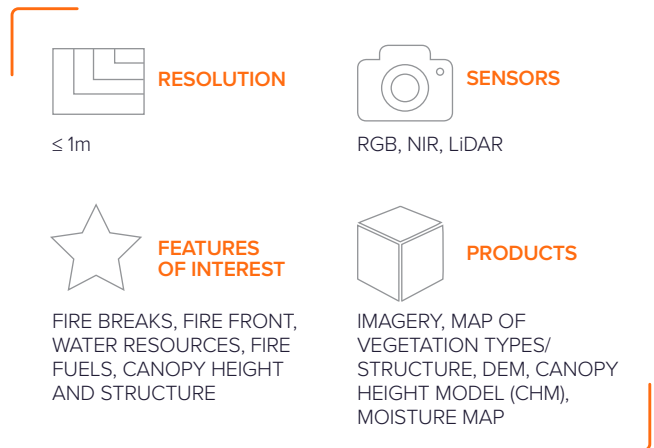 RESOLUTION
≤ 1m
SENSORS
RGB, NIR, LiDAR
FEATURES
OF INTEREST
FIRE BREAKS, FIRE FRONT,
WATER RESOURCES, FIRE
FUELS, CANOPY HEIGHT
AND STRUCTURE
PRODUCTS
IMAGERY, MAP OF
VEGETATION TYPES/
STRUCTURE, DEM, CANOPY
HEIGHT MODEL (CHM),
MOISTURE MAP